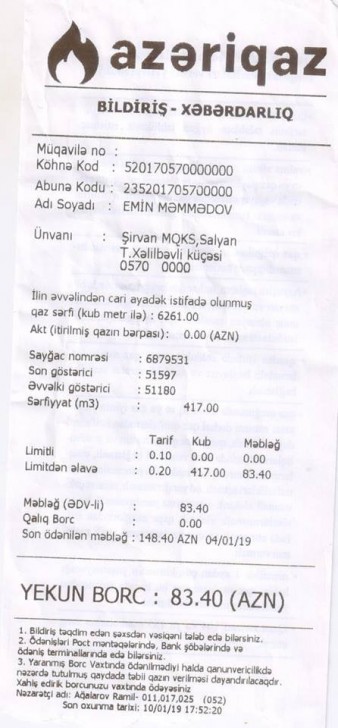 azəriqaz
BİLDİRİŞ - XƏBƏRDARLIQ
Müqavilə no :
Köhnə Kod : 520170570000000
Abunə Kodu : 235201705700000
Adı Soyadı : EMİN MƏMMƏDOV
Ünvanı : Şirvan MQKS,Salyan
T.Xəlilbəvli küçəsi
0570 0000
İlin əvvəlindən cari ayadək istifadə olunmuş
qaz sərfi (kub metr ilə) : 6261.00
Akt (itirilmiş qazın bərpası): 0.00 (AZN)
Sayğac nomrəsi : 6879531
Son göstərici : 51597
Əvvəlki göstərici : 51180
Sərfiyyat (m3) : 417.00
Tarif Kub Məbləğ
Limitli : 0.10 0.00 0.00
Limitdən əlavə : 0.20 417.00 83.40
Məbləğ (ƏDV-li) : 83.40
Qalıq Borc : 0.00
Son ödənilən məbləğ : 148.40 AZN 04/01/19
YEKUN BORC : 83.40 (AZN)
1. Bildiriş təqdim edən şəxsdən vəsiqəni tələb edə bilərsiniz.
2. Ödənişləri Poct məntəqələrində, Bank şöbələrində və
ödəniş terminallarında edə bilərsiniz.
3. Yaranmış Borc Vaxtında Ödənilmədiyi halda qanunvericilikdə
nəzərdə tutulmuş qaydada təbii qazın verilməsi dayandırılacaqdır.
Xahiş edirik borcunuzu vaxtında ödəyəsiniz
Nəzarətçi adı: Ağalarov Ramil- 011.017.025 (052)
Son oxunma tarixi: 10/01/19 17:52:20